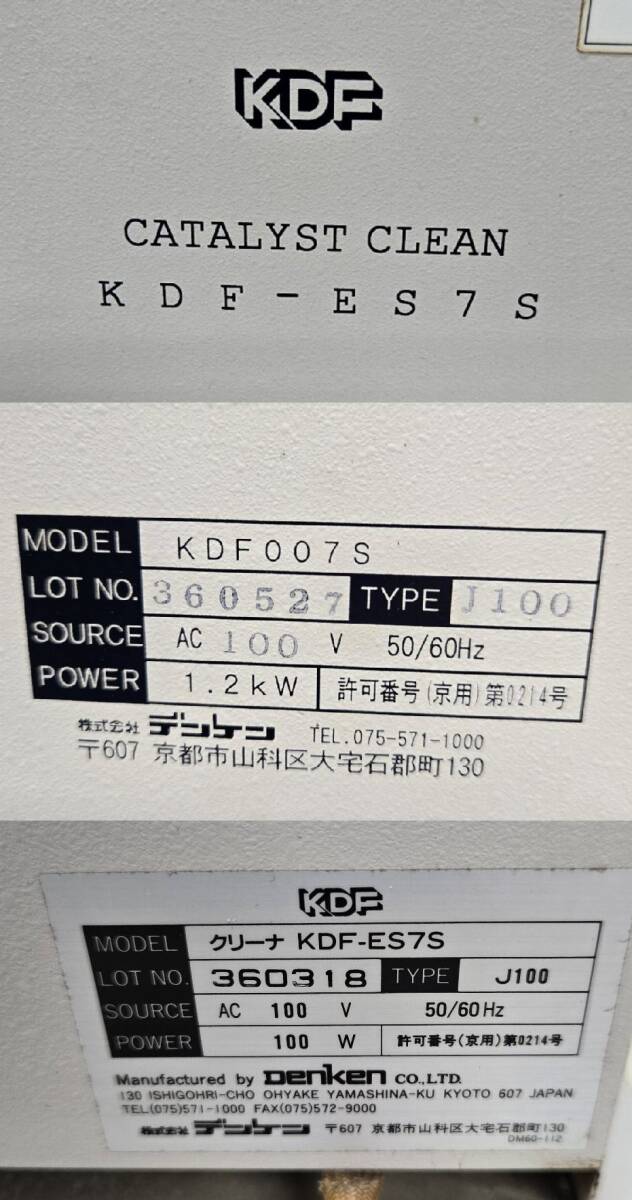 KDF
CATALYST CLEAN
KDF-ES7S
MODEL KDF007S
LOT NO. 360527 TYPE J100
SOURCE AC 100 V 50/60Hz
POWER 1.2kW 許可番号(京用)第0214号
株式会社 デンケン TEL.075-571-1000
〒607 京都市山科区大宅石郡町130
KDF
MODEL クリーナ KDF-ES7S
LOT NO. 360318 TYPE J100
SOURCE AC 100 V 50/60Hz
POWER 100 W 許可番号(京用)第0214号
Manufactured by Denken CO.,LTD.
130 ISHIGOHRI-CHO OHYAKE YAMASHINA-KU KYOTO 607 JAPAN
TEL(075)571-1000 FAX(075)572-9000
株式会社 デンケン 〒607 京都市山科区大宅石郡町130
DM60-112